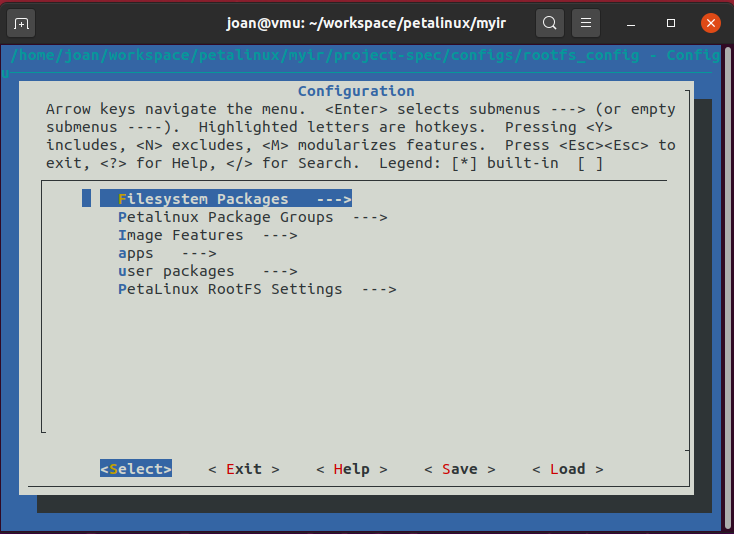 joan@vmu: ~/workspace/petalinux/myir
/home/joan/workspace/petalinux/myir/project-spec/configs/rootfs_config - Config
u
Configuration
Arrow keys navigate the menu.  <Enter> selects submenus ---> (or empty
submenus ----).  Highlighted letters are hotkeys.  Pressing <Y>
includes, <N> excludes, <M> modularizes features.  Press <Esc><Esc> to
exit, <?> for Help, </> for Search.  Legend: [*] built-in  [ ]
Filesystem Packages  --->
Petalinux Package Groups  --->
Image Features  --->
apps  --->
user packages  --->
PetaLinux RootFS Settings  --->
<Select>    < Exit >    < Help >    < Save >    < Load >